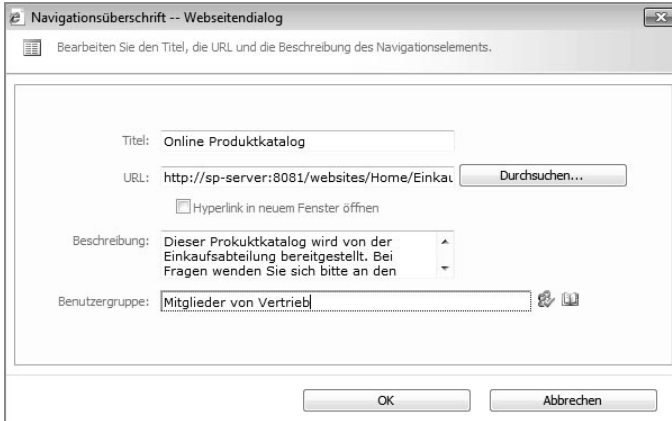 Navigationsüberschrift -- Webseitendialog
Bearbeiten Sie den Titel, die URL und die Beschreibung des Navigationselements.
Titel: Online Produktkatalog
URL: http://sp-server:8081/websites/Home/Einkau Durchsuchen...
Hyperlink in neuem Fenster öffnen
Beschreibung: Dieser Prokuktkatalog wird von der
Einkaufsabteilung bereitgestellt. Bei
Fragen wenden Sie sich bitte an den
Benutzergruppe: Mitglieder von Vertrieb
OK Abbrechen